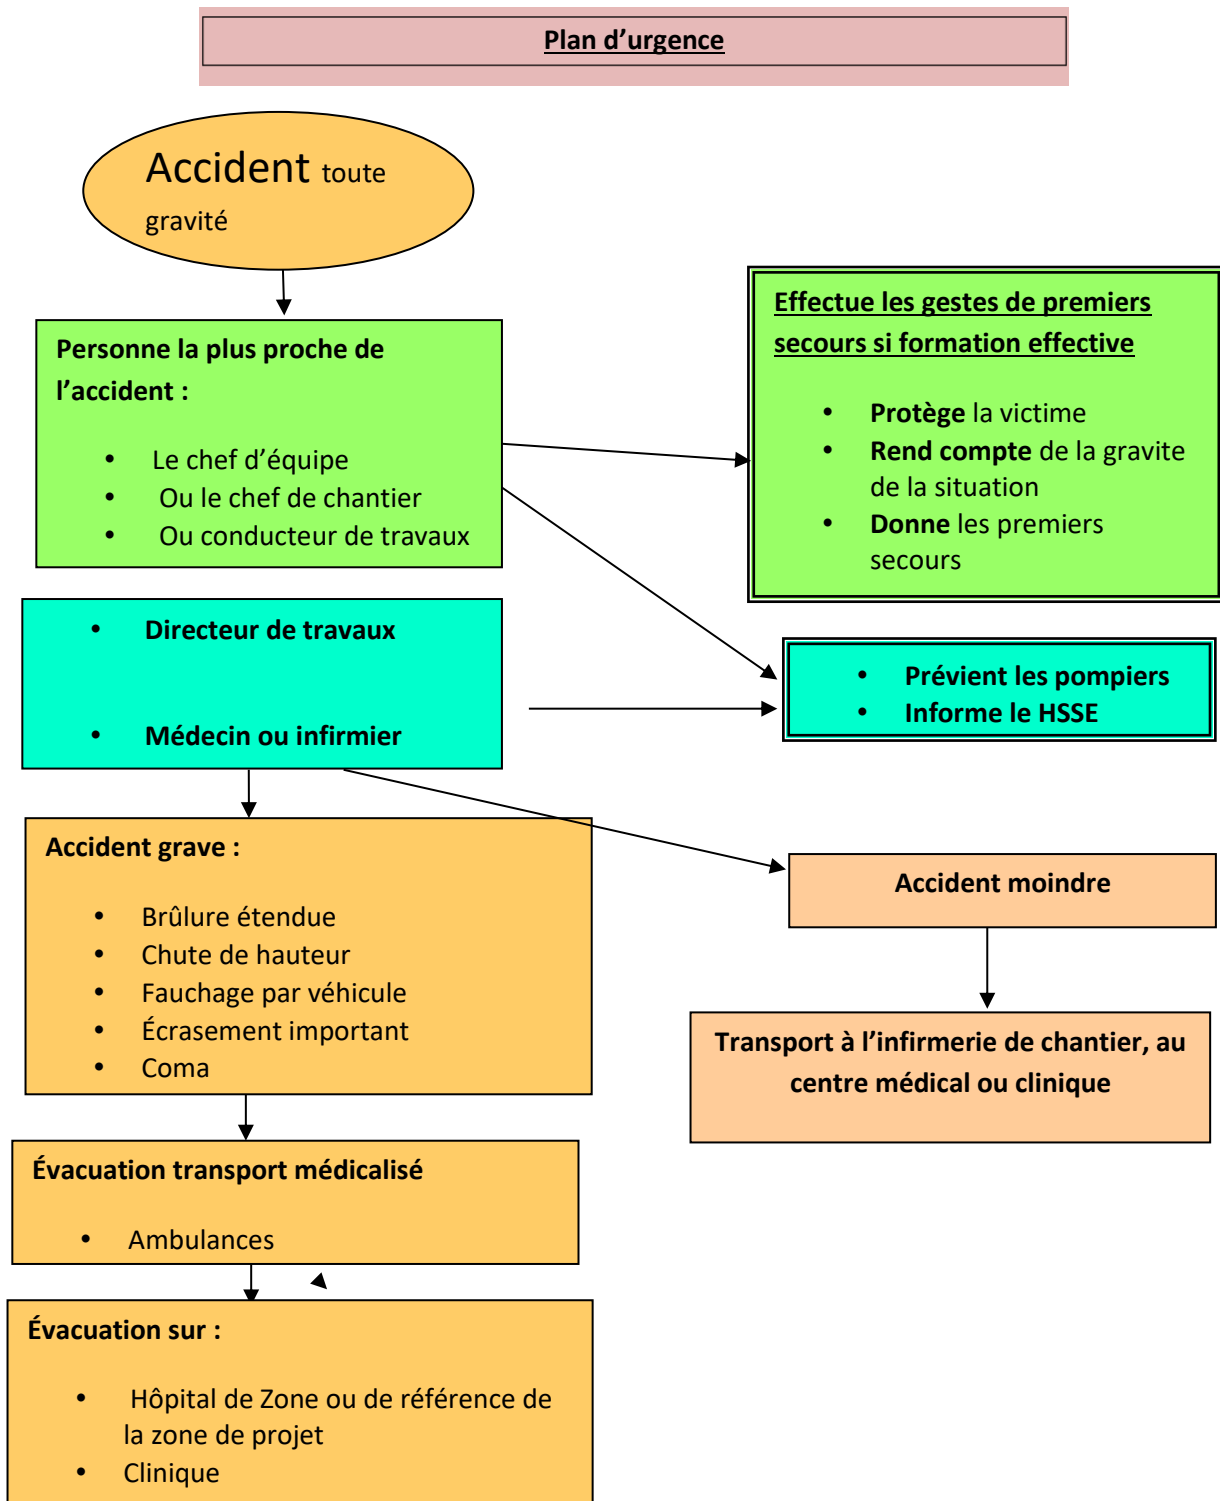 Plan d’urgence
Accident toute
gravité
Personne la plus proche de
l’accident :
• Le chef d’équipe
• Ou le chef de chantier
• Ou conducteur de travaux
Effectue les gestes de premiers
secours si formation effective
• Protège la victime
• Rend compte de la gravite
de la situation
• Donne les premiers
secours
• Directeur de travaux
• Médecin ou infirmier
• Prévient les pompiers
• Informe le HSSE
Accident grave :
• Brûlure étendue
• Chute de hauteur
• Fauchage par véhicule
• Écrasement important
• Coma
Accident moindre
Transport à l’infirmerie de chantier, au
centre médical ou clinique
Évacuation transport médicalisé
• Ambulances
Évacuation sur :
• Hôpital de Zone ou de référence de
la zone de projet
• Clinique